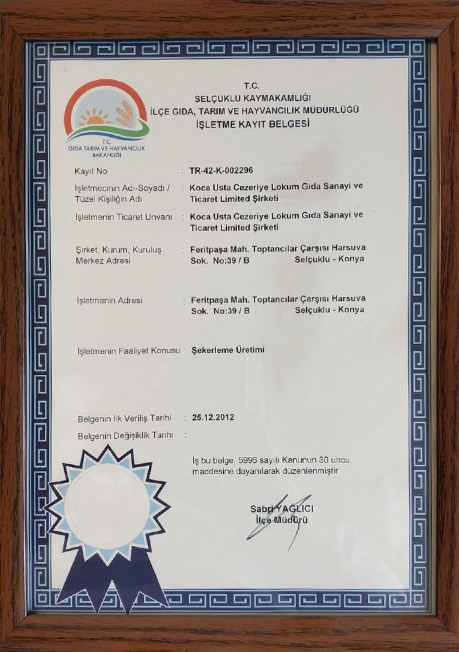 T.C.
SELÇUKLU KAYMAKAMLIĞI
İLÇE GIDA, TARIM VE HAYVANCILIK MÜDÜRLÜĞÜ
İŞLETME KAYIT BELGESİ
T.C.
GIDA TARIM VE HAYVANCILIK
BAKANLIĞI
Kayıt No : TR-42-K-002296
İşletmecinin Adı-Soyadı / : Koca Usta Cezeriye Lokum Gıda Sanayi ve
Tüzel Kişiliğin Adı Ticaret Limited Şirketi
İşletmenin Ticaret Unvanı : Koca Usta Cezeriye Lokum Gıda Sanayi ve
Ticaret Limited Şirketi
Şirket, Kurum, Kuruluş : Feritpaşa Mah. Toptancılar Çarşısı Harsuva
Merkez Adresi Sok. No:39 / B Selçuklu - Konya
İşletmenin Adresi : Feritpaşa Mah. Toptancılar Çarşısı Harsuva
Sok. No:39 / B Selçuklu - Konya
İşletmenin Faaliyet Konusu : Şekerleme Üretimi
Belgenin İlk Veriliş Tarihi : 25.12.2012
Belgenin Değişiklik Tarihi :
İş bu belge, 5996 sayılı Kanunun 30 uncu
maddesine dayanılarak düzenlenmiştir
Sabri YAĞLICI
İlçe Müdürü